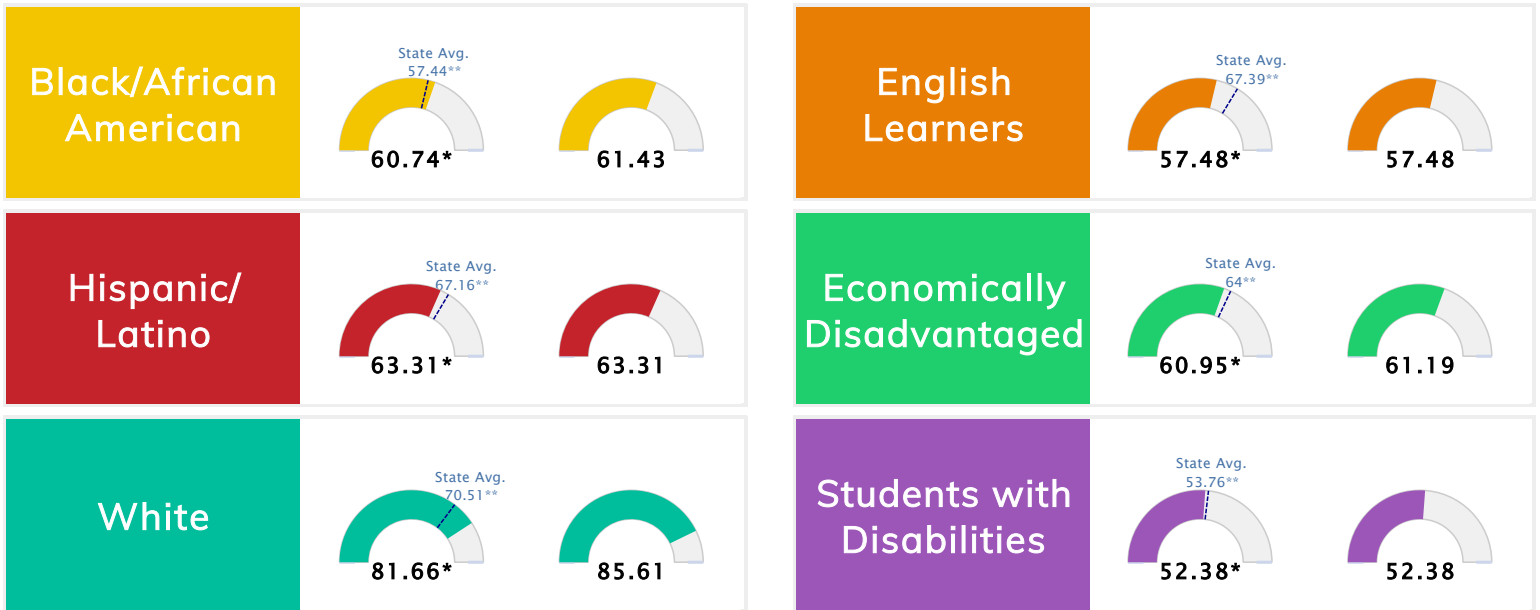 Black/African
American
State Avg.
57.44**
60.74*
61.43
English
Learners
State Avg.
67.39**
57.48*
57.48
Hispanic/
Latino
State Avg.
67.16**
63.31*
63.31
Economically
Disadvantaged
State Avg.
64**
60.95*
61.19
White
State Avg.
70.51**
81.66*
85.61
Students with
Disabilities
State Avg.
53.76**
52.38*
52.38